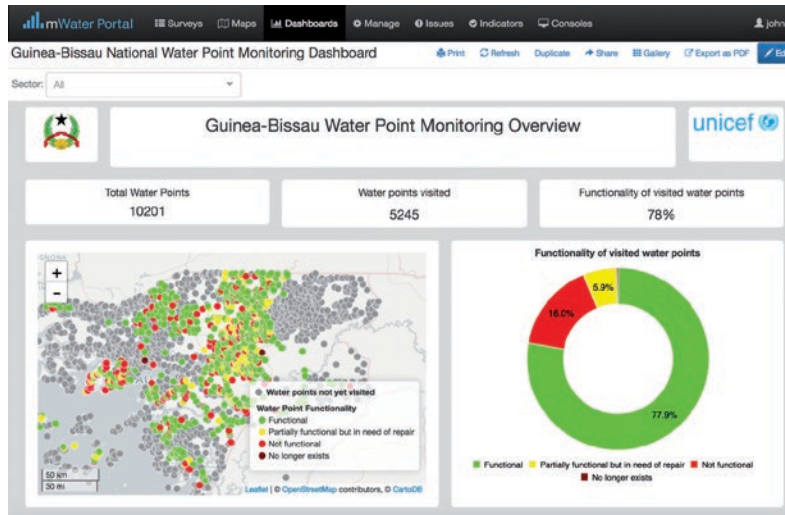 mWater Portal
Surveys
Maps
Dashboards
Manage
Issues
Indicators
Consoles
john
Guinea-Bissau National Water Point Monitoring Dashboard
Print
Refresh
Duplicate
Share
Gallery
Export as PDF
Ed
Sector: All
Guinea-Bissau Water Point Monitoring Overview
unicef
Total Water Points
10201
Water points visited
5245
Functionality of visited water points
78%
+
-
Water points not yet visited
Water Point Functionality
Functional
Partially functional but in need of repair
Not functional
No longer exists
50 km
30 mi
Leaflet | © OpenStreetMap contributors, © CartoDB
Functionality of visited water points
5.9%
16.0%
77.9%
Functional Partially functional but in need of repair Not functional
No longer exists